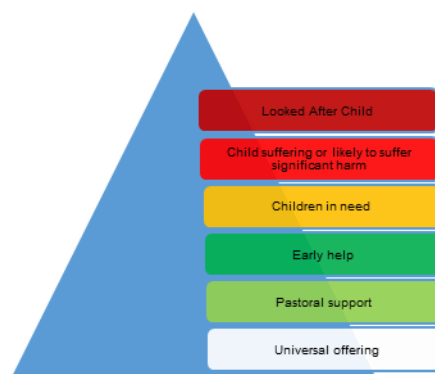 Looked After Child
Child suffering or likely to suffer
significant harm
Children in need
Early help
Pastoral support
Universal offering